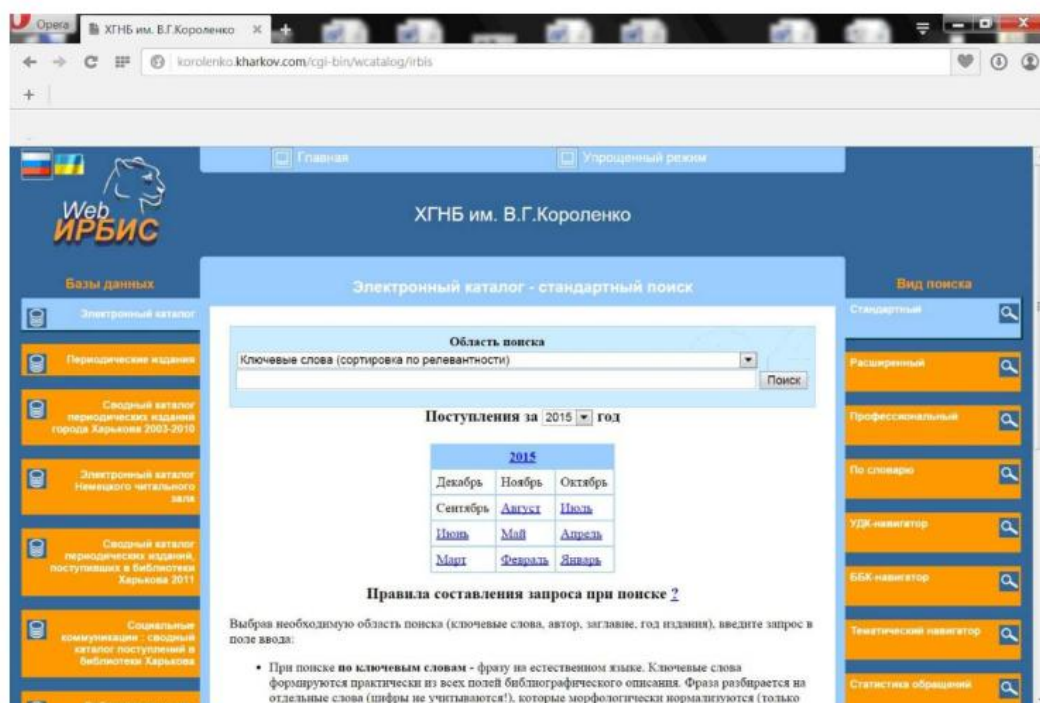 Opera
ХГНБ им. В.Г.Короленко
korolenko.kharkov.com/cgi-bin/wcatalog/irbis
Главная
Упрощенный режим
Web
ИРБИС
ХГНБ им. В.Г.Короленко
Базы данных
Электронный каталог - стандартный поиск
Вид поиска
Электронный каталог
Периодические издания
Сводный каталог
периодических изданий
города Харькова 2003-2010
Электронный каталог
Немецкого читального
зала
Сводный каталог
периодических изданий,
поступивших в библиотеки
Харькова 2011
Социальные
коммуникации : сводный
каталог поступлений в
библиотеки Харькова
Область поиска
Ключевые слова (сортировка по релевантности)
Поиск
Поступления за 2015 год
2015
Декабрь Ноябрь Октябрь
Сентябрь Август Июль
Июнь Май Апрель
Март Февраль Январь
Правила составления запроса при поиске ?
Выбрав необходимую область поиска (ключевые слова, автор, заглавие, год издания), введите запрос в
поле ввода:
• При поиске по ключевым словам - фразу на естественном языке. Ключевые слова
формируются практически из всех полей библиографического описания. Фраза разбирается на
отдельные слова (цифры не учитываются!), которые морфологически нормализуются (только
Стандартный
Расширенный
Профессиональный
По словарю
УДК-навигатор
ББК-навигатор
Тематический навигатор
Статистика обращений